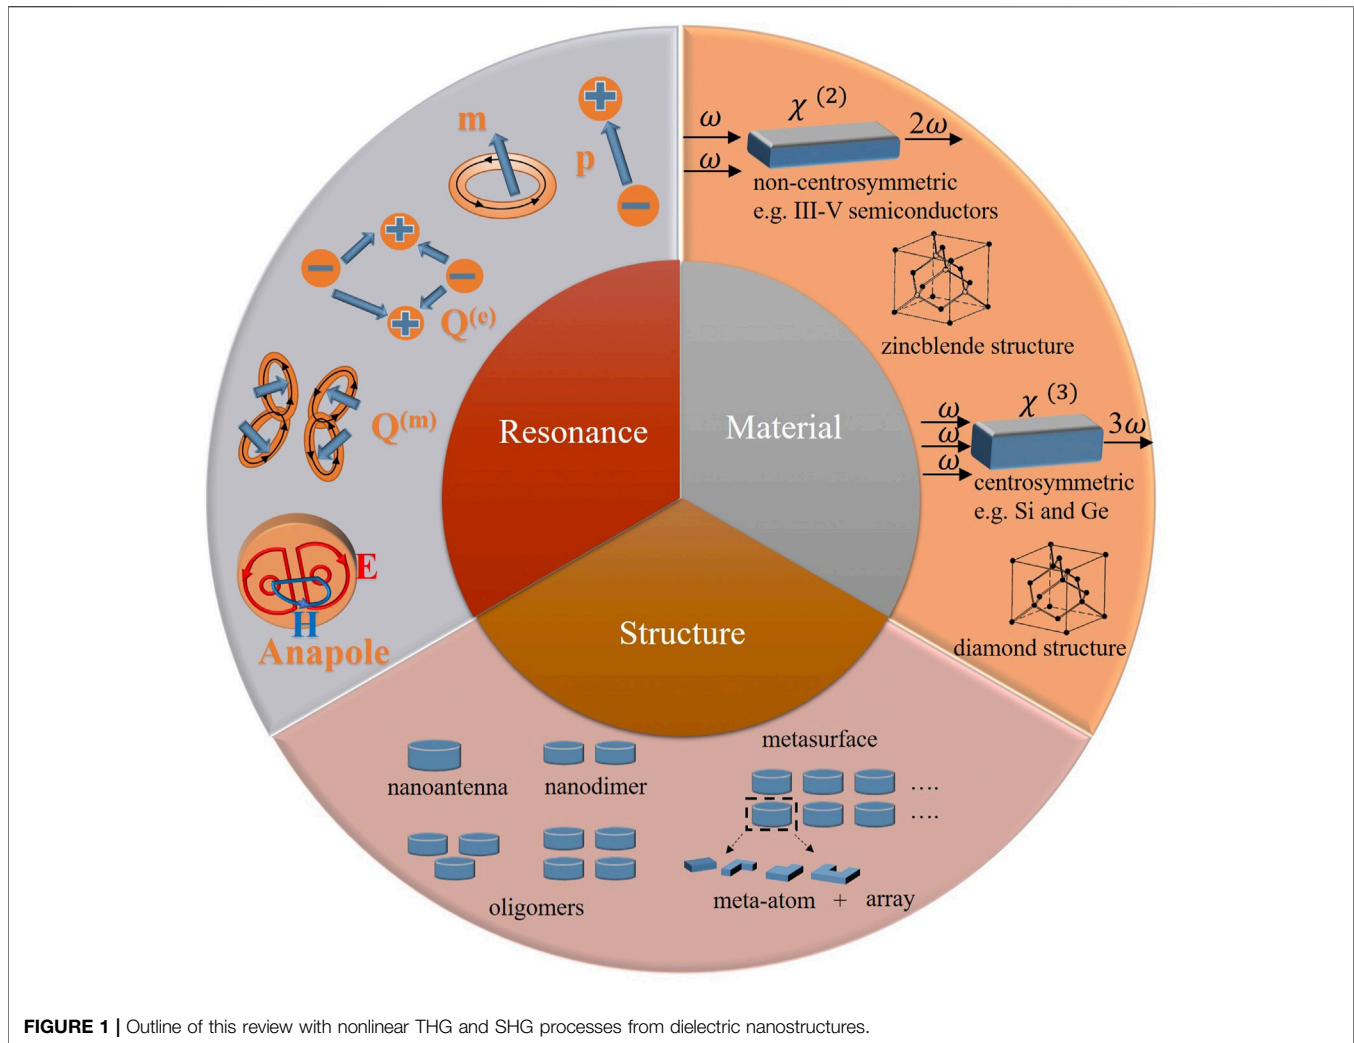 m
p
Q(e)
Q(m)
E
H
Anapole
Resonance
Material
Structure
χ (2)
ω
ω
2ω
non-centrosymmetric
e.g. III-V semiconductors
zincblende structure
χ (3)
ω
ω
ω
3ω
centrosymmetric
e.g. Si and Ge
diamond structure
nanoantenna
nanodimer
oligomers
metasurface
....
....
meta-atom + array
FIGURE 1 | Outline of this review with nonlinear THG and SHG processes from dielectric nanostructures.